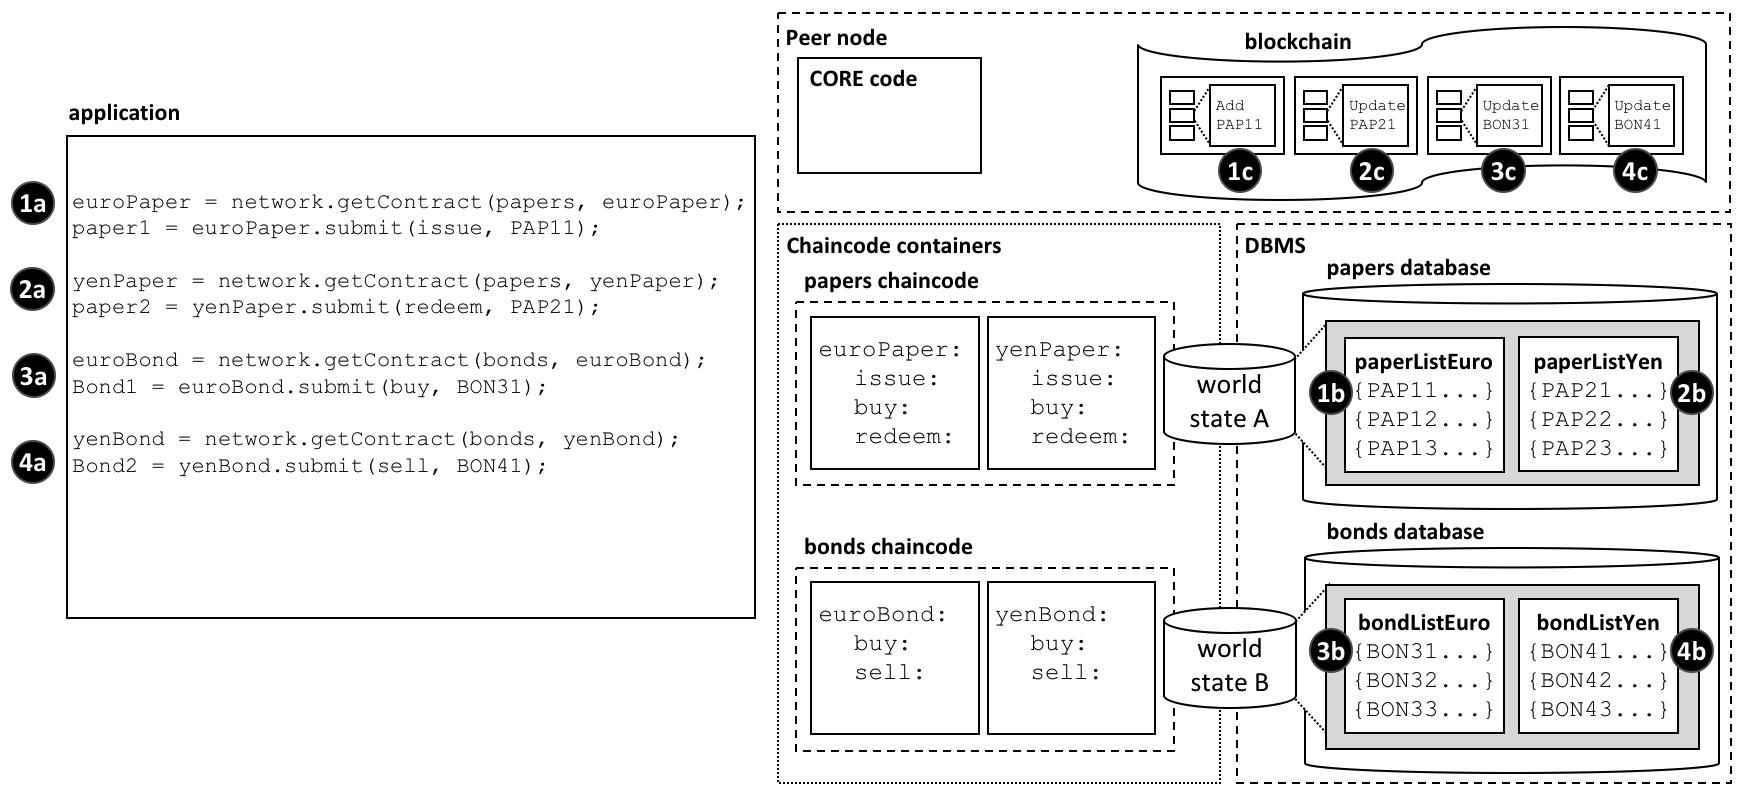 application
1a
euroPaper = network.getContract(papers, euroPaper);
paper1 = euroPaper.submit(issue, PAP11);
2a
yenPaper = network.getContract(papers, yenPaper);
paper2 = yenPaper.submit(redeem, PAP21);
3a
euroBond = network.getContract(bonds, euroBond);
Bond1 = euroBond.submit(buy, BON31);
4a
yenBond = network.getContract(bonds, yenBond);
Bond2 = yenBond.submit(sell, BON41);
Peer node
CORE code
blockchain
Add
PAP11
1c
Update
PAP21
2c
Update
BON31
3c
Update
BON41
4c
Chaincode containers
papers chaincode
euroPaper:
issue:
buy:
redeem:
yenPaper:
issue:
buy:
redeem:
world
state A
bonds chaincode
euroBond:
buy:
sell:
yenBond:
buy:
sell:
world
state B
DBMS
papers database
1b
paperListEuro
{PAP11...}
{PAP12...}
{PAP13...}
paperListYen
{PAP21...}
{PAP22...}
{PAP23...}
2b
bonds database
3b
bondListEuro
{BON31...}
{BON32...}
{BON33...}
bondListYen
{BON41...}
{BON42...}
{BON43...}
4b